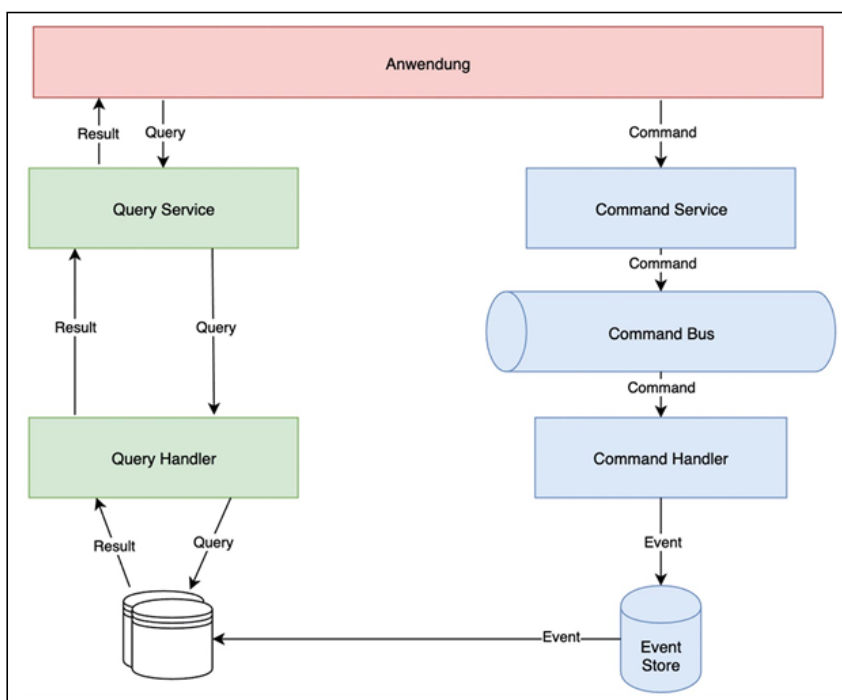 Anwendung
Result
Query
Command
Query Service
Command Service
Command
Result
Query
Command Bus
Command
Query Handler
Command Handler
Result
Query
Event
Event
Event
Store